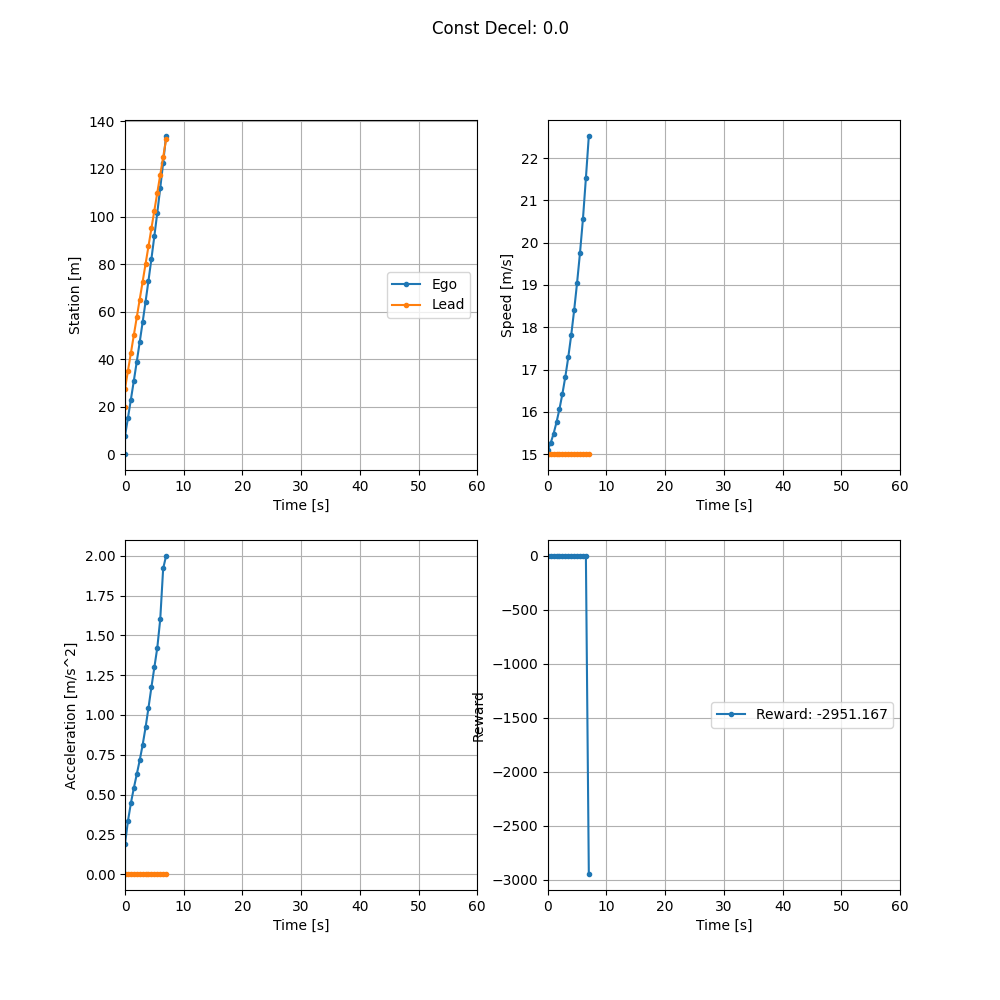 Const Decel: 0.0
140
120
100
80
60
40
20
0
Station [m]
Ego
Lead
0 10 20 30 40 50 60
Time [s]
22
21
20
19
18
17
16
15
Speed [m/s]
0 10 20 30 40 50 60
Time [s]
2.00
1.75
1.50
1.25
1.00
0.75
0.50
0.25
0.00
Acceleration [m/s^2]
0 10 20 30 40 50 60
Time [s]
0
−500
−1000
−1500
−2000
−2500
−3000
Reward
Reward: -2951.167
0 10 20 30 40 50 60
Time [s]